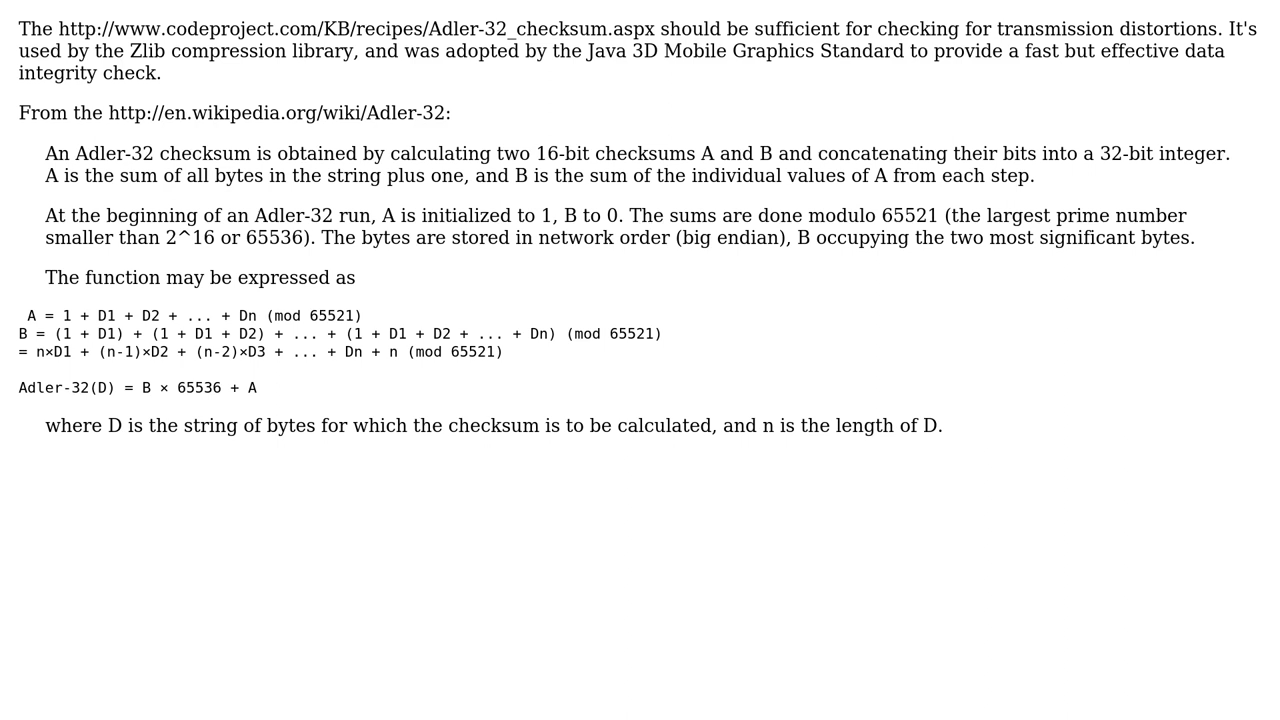 The http://www.codeproject.com/KB/recipes/Adler-32_checksum.aspx should be sufficient for checking for transmission distortions. It's
used by the Zlib compression library, and was adopted by the Java 3D Mobile Graphics Standard to provide a fast but effective data
integrity check.
From the http://en.wikipedia.org/wiki/Adler-32:
An Adler-32 checksum is obtained by calculating two 16-bit checksums A and B and concatenating their bits into a 32-bit integer.
A is the sum of all bytes in the string plus one, and B is the sum of the individual values of A from each step.
At the beginning of an Adler-32 run, A is initialized to 1, B to 0. The sums are done modulo 65521 (the largest prime number
smaller than 2^16 or 65536). The bytes are stored in network order (big endian), B occupying the two most significant bytes.
The function may be expressed as
A = 1 + D1 + D2 + ... + Dn (mod 65521)
B = (1 + D1) + (1 + D1 + D2) + ... + (1 + D1 + D2 + ... + Dn) (mod 65521)
= n×D1 + (n-1)×D2 + (n-2)×D3 + ... + Dn + n (mod 65521)
Adler-32(D) = B × 65536 + A
where D is the string of bytes for which the checksum is to be calculated, and n is the length of D.